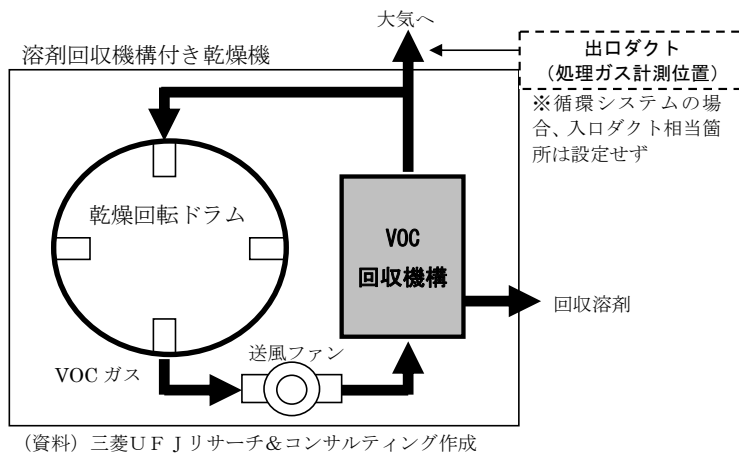 大気へ
溶剤回収機構付き乾燥機
出口ダクト
（処理ガス計測位置）
※循環システムの場
合、入口ダクト相当箇
所は設定せず
乾燥回転ドラム
VOC
回収機構
回収溶剤
送風ファン
VOC ガス
（資料）三菱ＵＦＪリサーチ＆コンサルティング作成